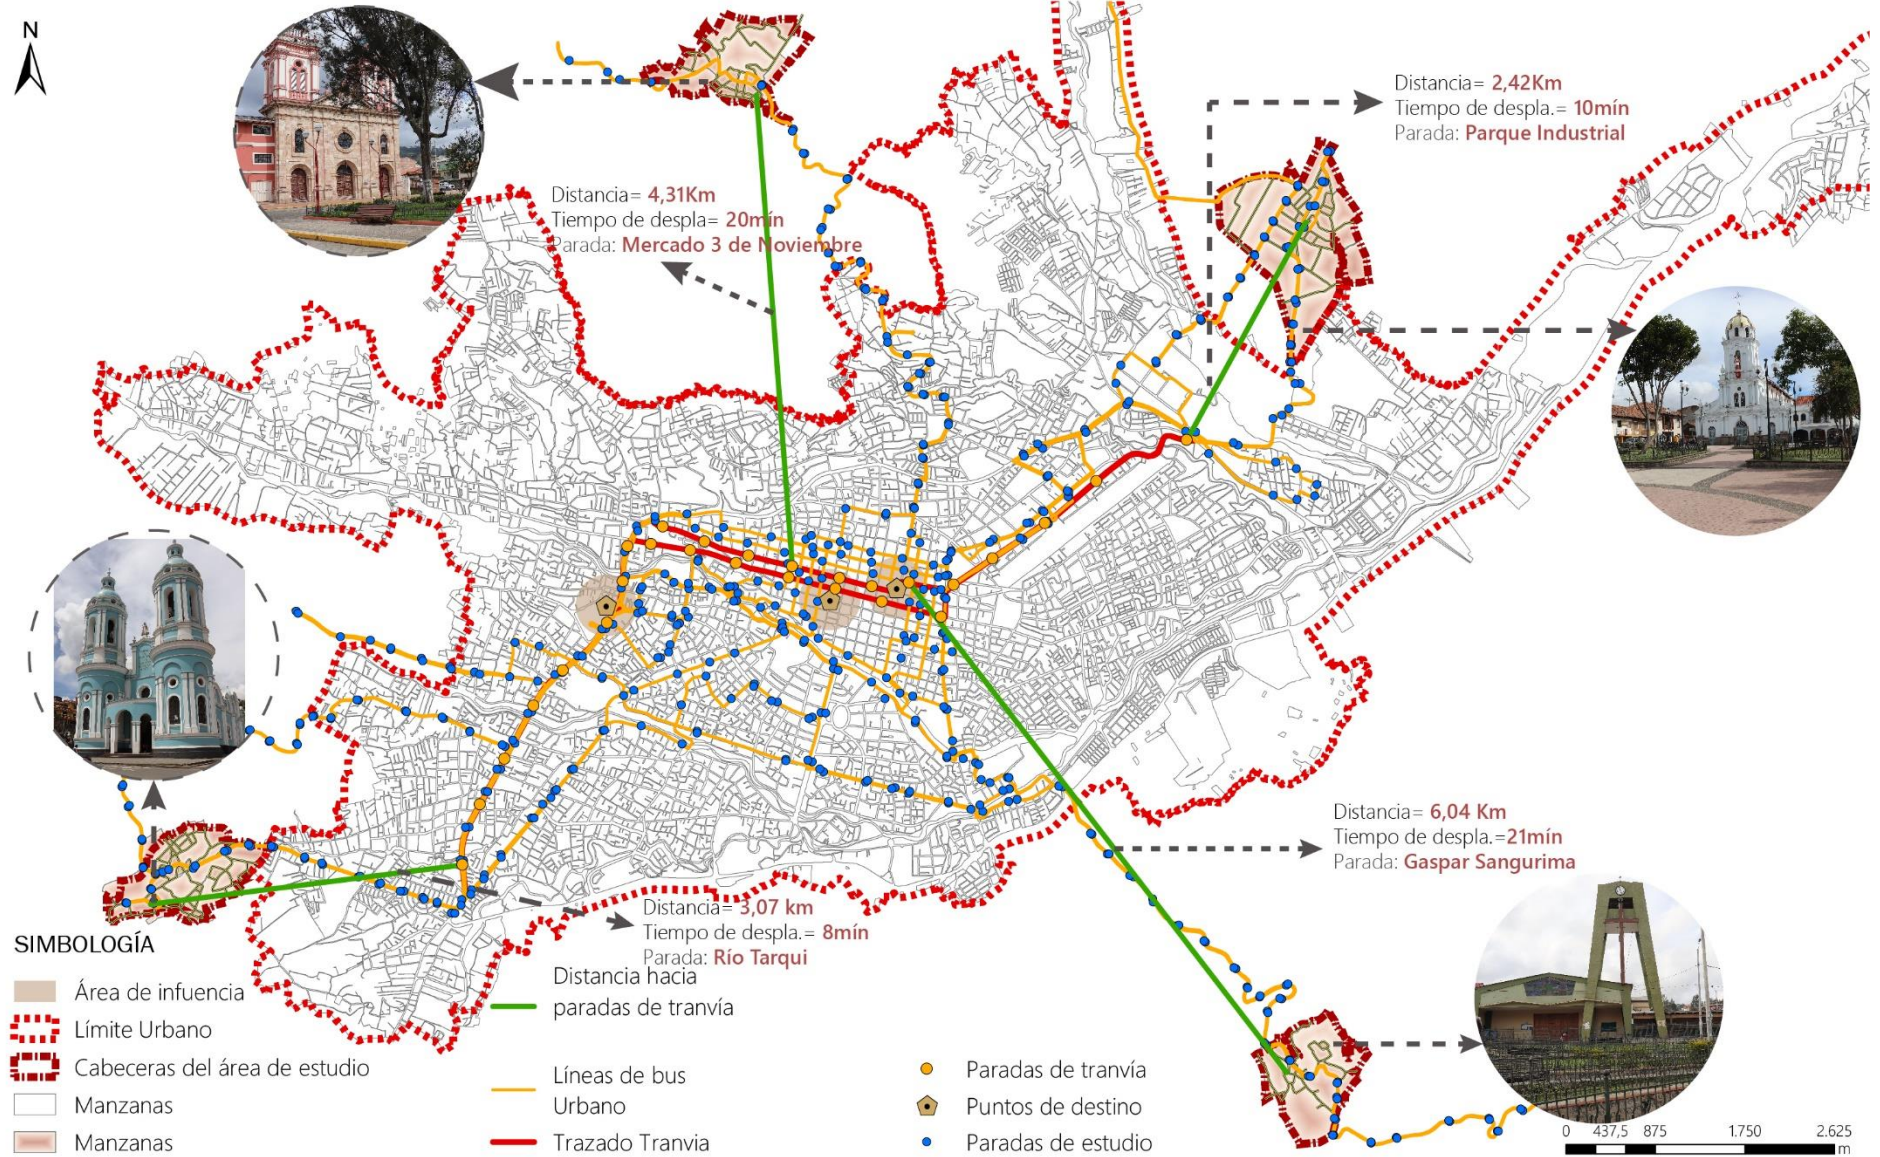 N
Distancia= 2,42Km
Tiempo de despla.= 10mín
Parada: Parque Industrial
Distancia= 4,31Km
Tiempo de despla= 20mín
Parada: Mercado 3 de Noviembre
Distancia= 6,04 Km
Tiempo de despla.=21mín
Parada: Gaspar Sangurima
Distancia= 3,07 km
Tiempo de despla.= 8mín
Parada: Río Tarqui
SIMBOLOGÍA
Área de infuencia
Límite Urbano
Cabeceras del área de estudio
Manzanas
Manzanas
Distancia hacia
paradas de tranvía
Líneas de bus
Urbano
Trazado Tranvia
Paradas de tranvía
Puntos de destino
Paradas de estudio
0 437,5 875 1.750 2.625
m